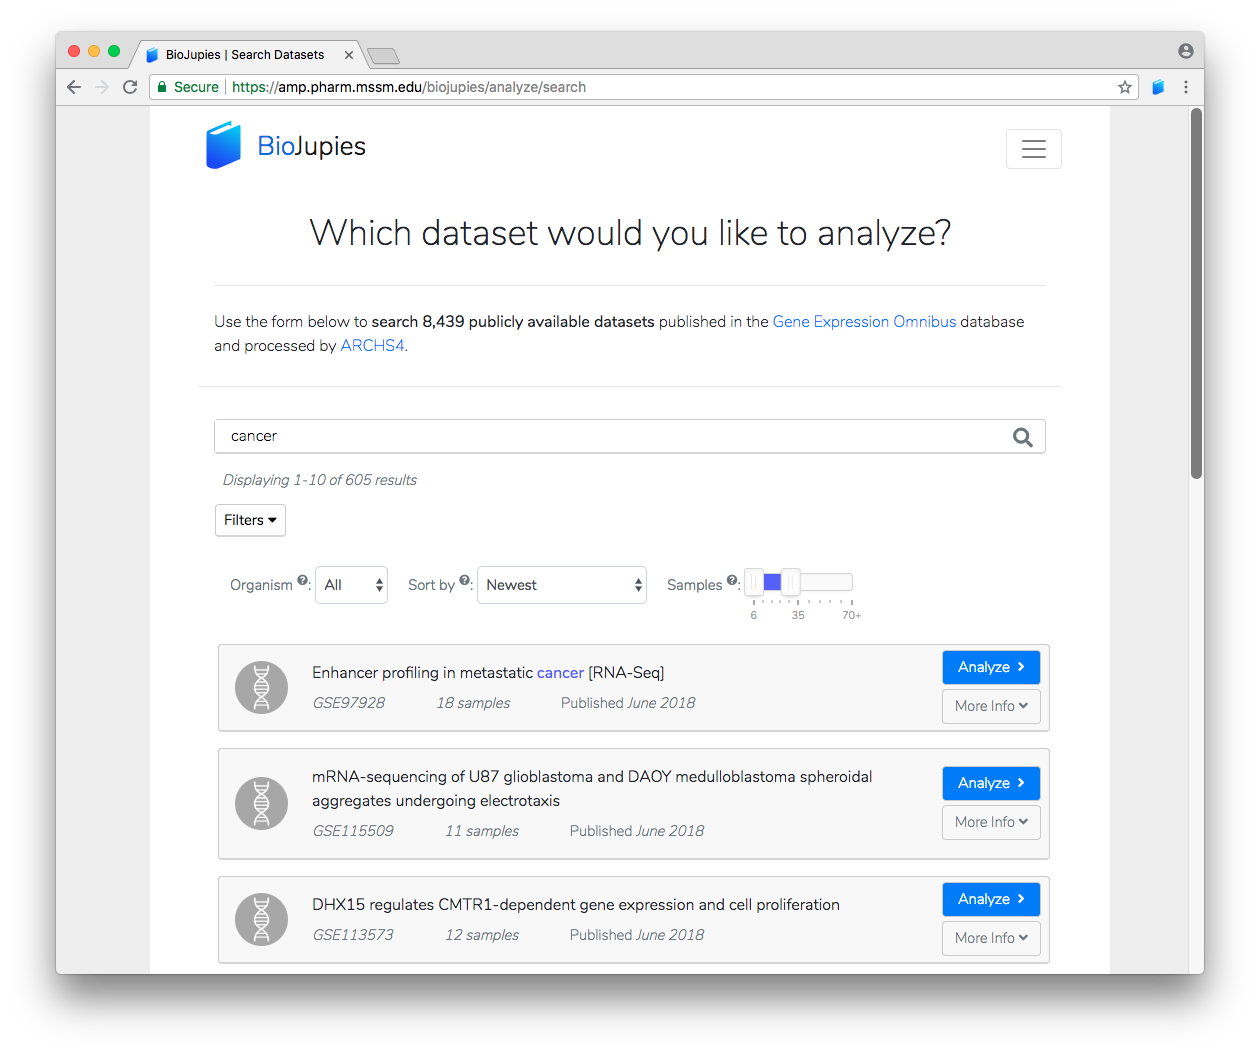 BioJupies | Search Datasets
Secure https://amp.pharm.mssm.edu/biojupies/analyze/search
BioJupies
Which dataset would you like to analyze?
Use the form below to search 8,439 publicly available datasets published in the Gene Expression Omnibus database
and processed by ARCHS4.
cancer
Displaying 1-10 of 605 results
Filters
Organism ?: All Sort by ?: Newest Samples ?:
6 35 70+
Enhancer profiling in metastatic cancer [RNA-Seq]
GSE97928 18 samples Published June 2018
Analyze
More Info
mRNA-sequencing of U87 glioblastoma and DAOY medulloblastoma spheroidal
aggregates undergoing electrotaxis
GSE115509 11 samples Published June 2018
Analyze
More Info
DHX15 regulates CMTR1-dependent gene expression and cell proliferation
GSE113573 12 samples Published June 2018
Analyze
More Info